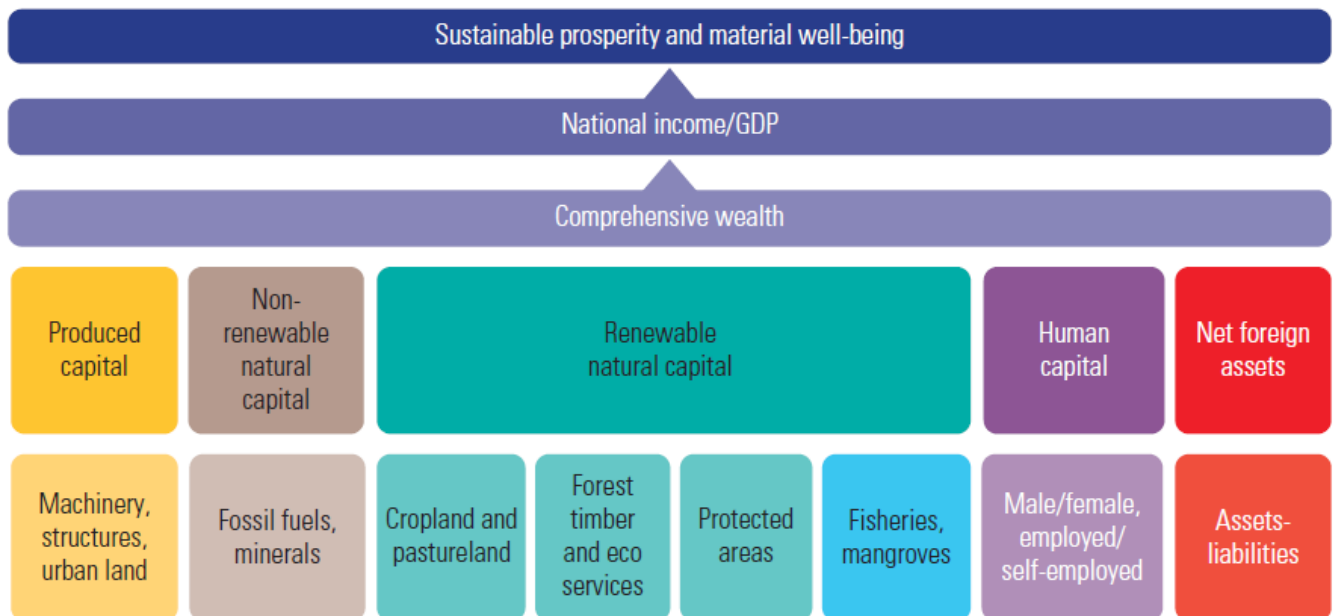 Sustainable prosperity and material well-being
National income/GDP
Comprehensive wealth
Produced
capital
Non-
renewable
natural
capital
Renewable
natural capital
Human
capital
Net foreign
assets
Machinery,
structures,
urban land
Fossil fuels,
minerals
Cropland and
pastureland
Forest
timber
and eco
services
Protected
areas
Fisheries,
mangroves
Male/female,
employed/
self-employed
Assets-
liabilities